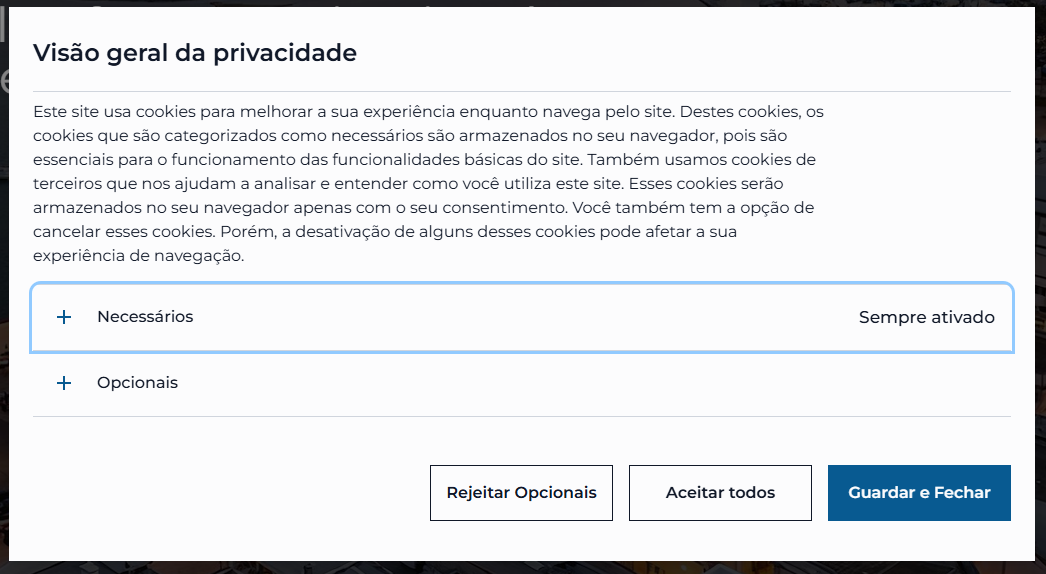 Visão geral da privacidade
Este site usa cookies para melhorar a sua experiência enquanto navega pelo site. Destes cookies, os
cookies que são categorizados como necessários são armazenados no seu navegador, pois são
essenciais para o funcionamento das funcionalidades básicas do site. Também usamos cookies de
terceiros que nos ajudam a analisar e entender como você utiliza este site. Esses cookies serão
armazenados no seu navegador apenas com o seu consentimento. Você também tem a opção de
cancelar esses cookies. Porém, a desativação de alguns desses cookies pode afetar a sua
experiência de navegação.
Necessários Sempre ativado
Opcionais
Rejeitar Opcionais Aceitar todos Guardar e Fechar